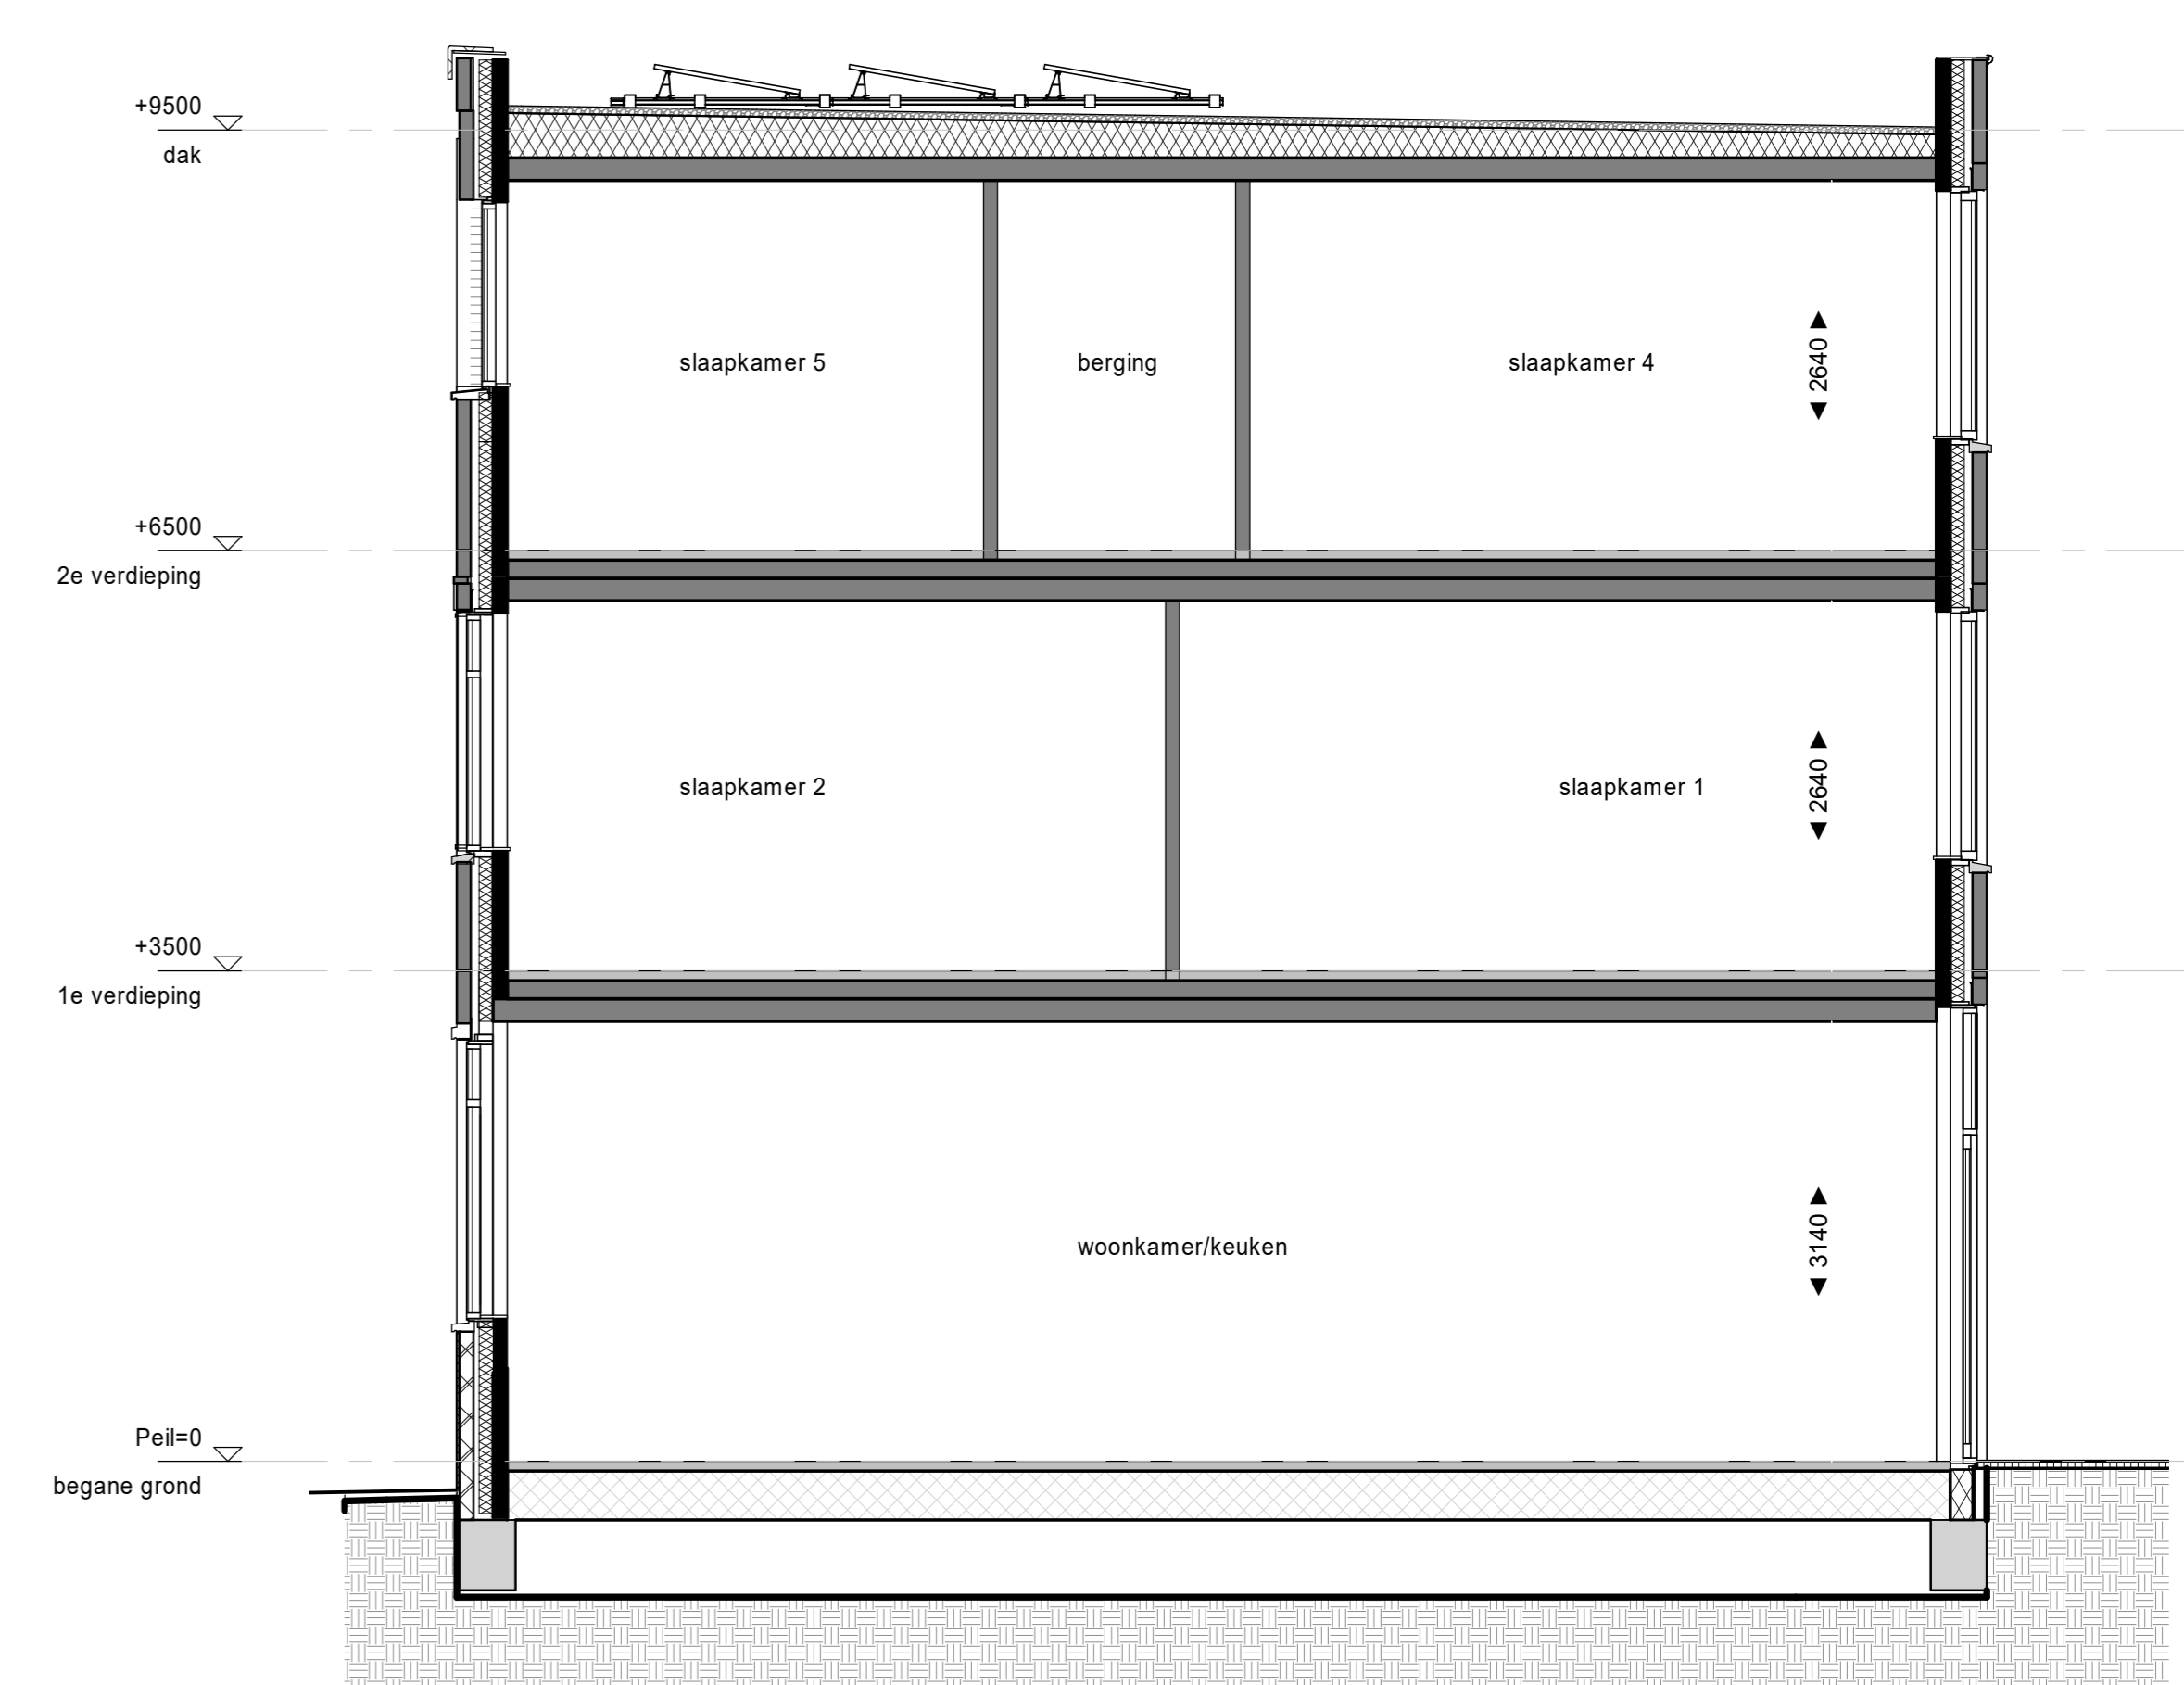 +9500
dak
slaapkamer 5
berging
slaapkamer 4
2640
+6500
2e verdieping
slaapkamer 2
slaapkamer 1
2640
+3500
1e verdieping
woonkamer/keuken
3140
Peil=0
begane grond